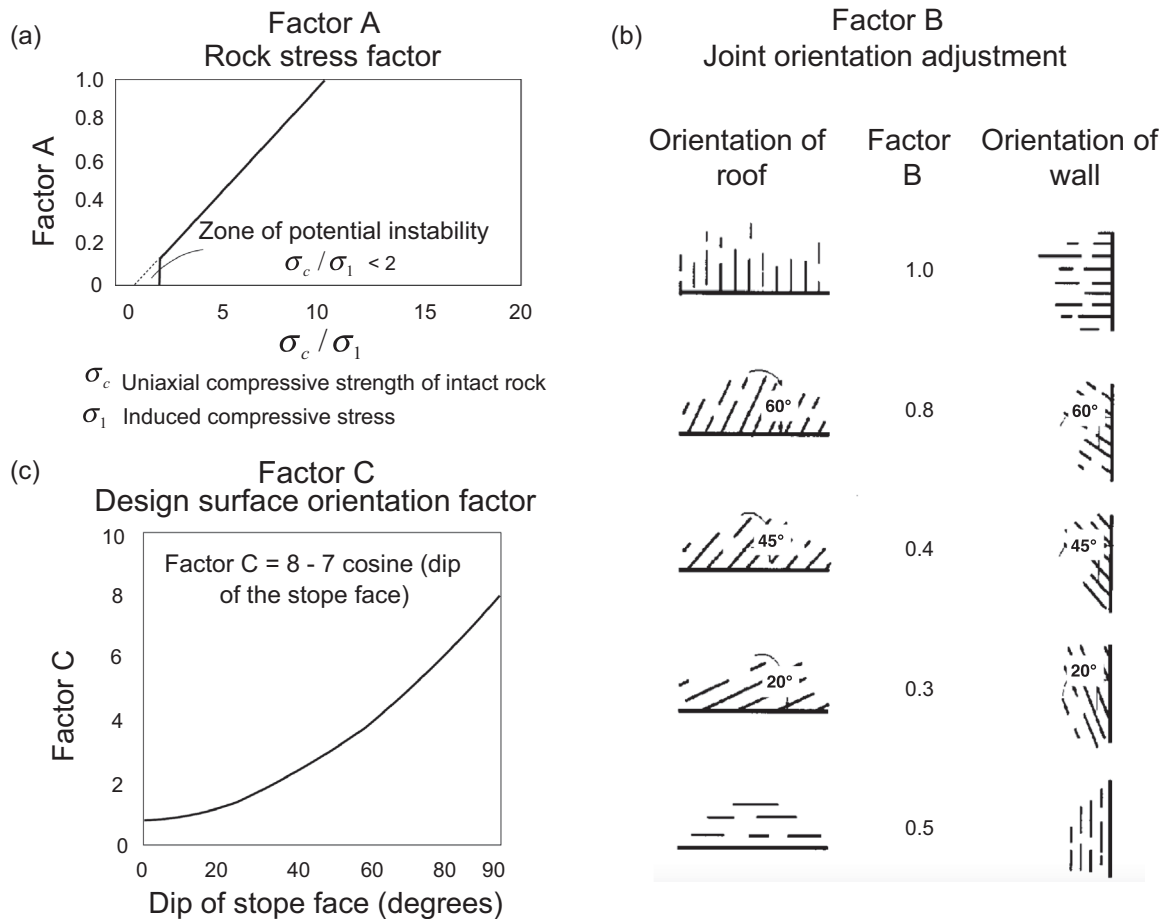 (a)
Factor A
Rock stress factor
Factor A
1.0
0.8
0.6
0.4
0.2
0
Zone of potential instability
σc / σ1 < 2
0 5 10 15 20
σc / σ1
σc Uniaxial compressive strength of intact rock
σ1 Induced compressive stress
(c)
Factor C
Design surface orientation factor
Factor C
10
8
6
4
2
0
Factor C = 8 - 7 cosine (dip
of the stope face)
0 20 40 60 80 90
Dip of stope face (degrees)
(b)
Factor B
Joint orientation adjustment
Orientation of
roof
Factor
B
Orientation of
wall
1.0
60° 0.8 60°
45° 0.4 45°
20° 0.3 20°
0.5